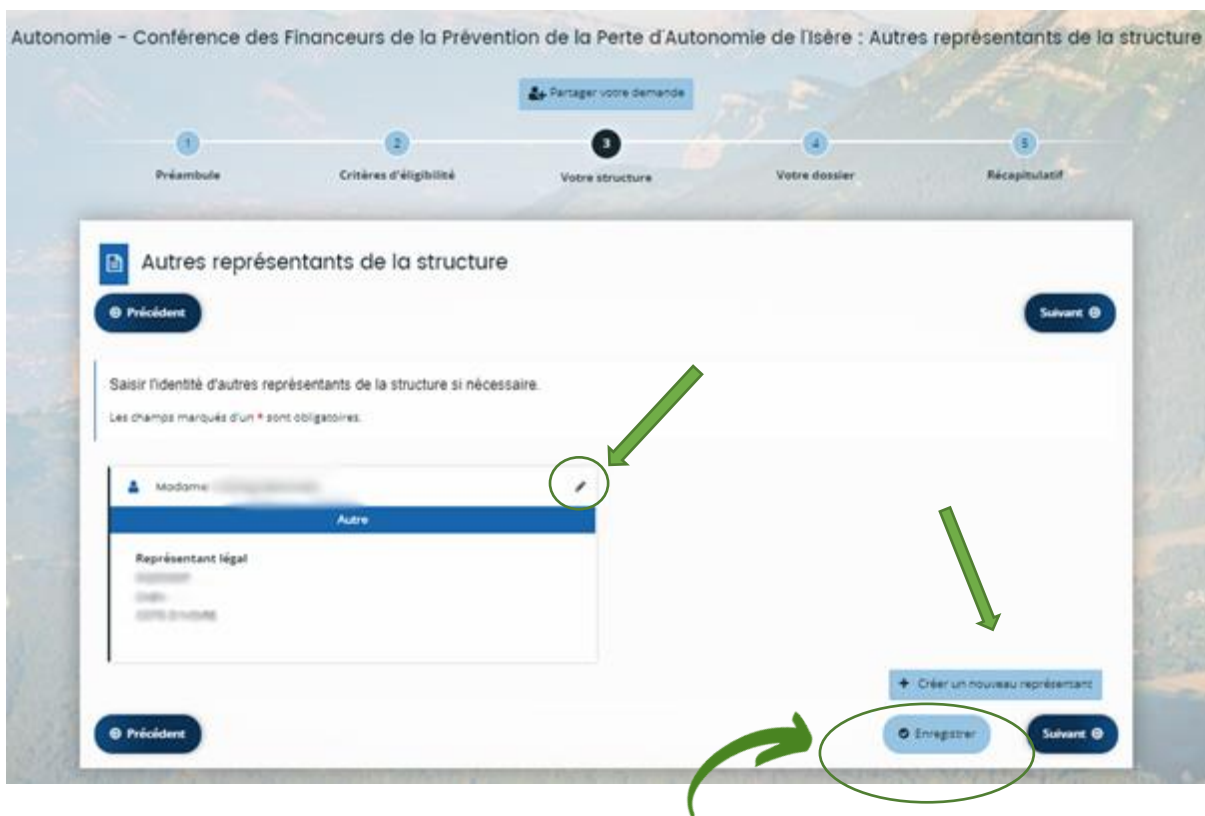 Autonomie - Conférence des Financeurs de la Prévention de la Perte d'Autonomie de l'Isère : Autres représentants de la structure
Partager votre demande
1
2
3
4
5
Préambule
Critères d'éligibilité
Votre structure
Votre dossier
Récapitulatif
Autres représentants de la structure
Précédent
Suivant
Saisir l'identité d'autres représentants de la structure si nécessaire.
Les champs marqués d'un * sont obligatoires.
Madame
Autre
Représentant légal
+ Créer un nouveau représentant
Précédent
Enregistrer
Suivant